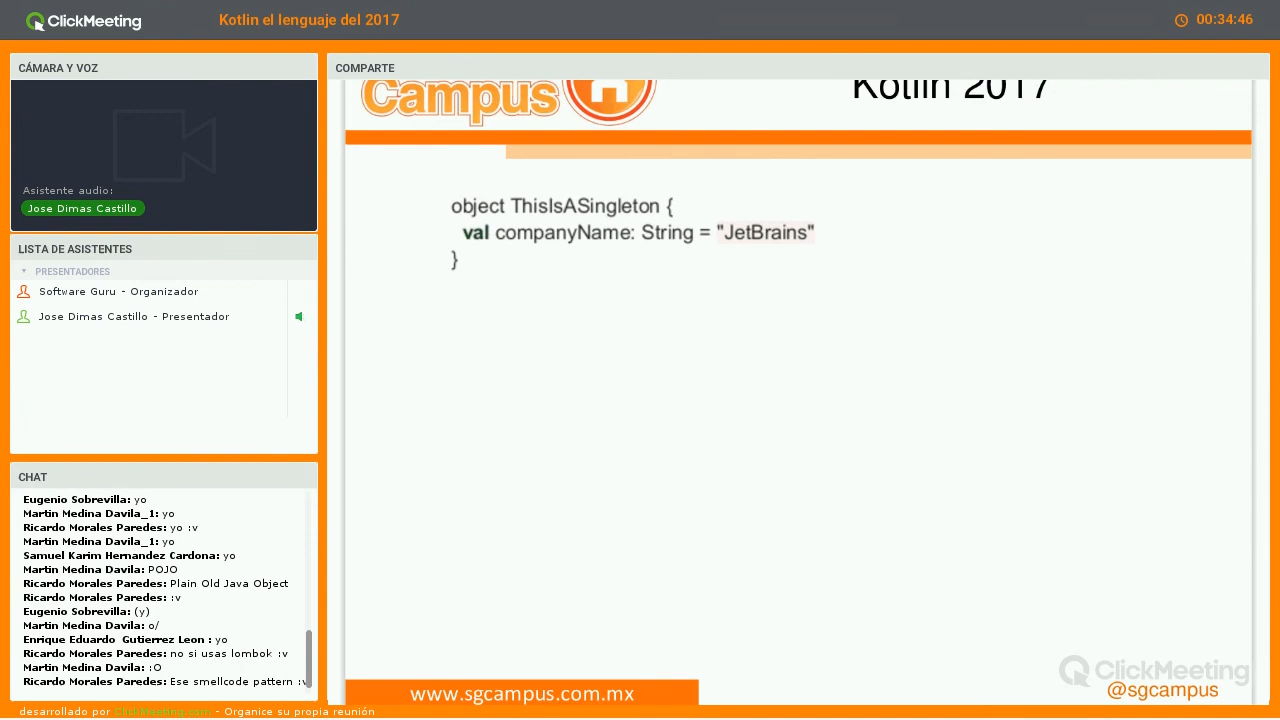 ClickMeeting
Kotlin el lenguaje del 2017
00:34:46
CÁMARA Y VOZ
Asistente audio:
Jose Dimas Castillo
LISTA DE ASISTENTES
PRESENTADORES
Software Guru - Organizador
Jose Dimas Castillo - Presentador
CHAT
Eugenio Sobrevilla: yo
Martin Medina Davila_1: yo
Ricardo Morales Paredes: yo :v
Martin Medina Davila_1: yo
Samuel Karim Hernandez Cardona: yo
Martin Medina Davila: POJO
Ricardo Morales Paredes: Plain Old Java Object
Ricardo Morales Paredes: :v
Eugenio Sobrevilla: (y)
Martin Medina Davila: o/
Enrique Eduardo Gutierrez Leon : yo
Ricardo Morales Paredes: no si usas lombok :v
Martin Medina Davila: :O
Ricardo Morales Paredes: Ese smellcode pattern :v
COMPARTE
Campus
Kotlin 2017
object ThisIsASingleton {
val companyName: String = "JetBrains"
}
www.sgcampus.com.mx
ClickMeeting
@sgcampus
desarrollado por ClickMeeting.com - Organice su propia reunión